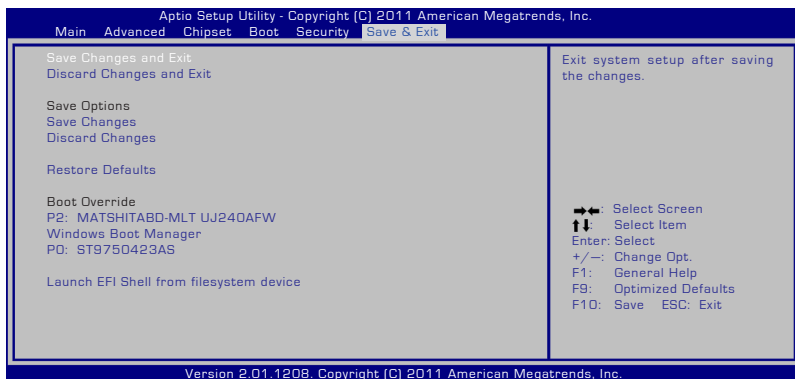 Aptio Setup Utility - Copyright (C) 2011 American Megatrends, Inc.
Main Advanced Chipset Boot Security Save & Exit
Save Changes and Exit
Discard Changes and Exit
Save Options
Save Changes
Discard Changes
Restore Defaults
Boot Override
P2: MATSHITABD-MLT UJ240AFW
Windows Boot Manager
P0: ST9750423AS
Launch EFI Shell from filesystem device
Exit system setup after saving
the changes.
→←: Select Screen
↑↓: Select Item
Enter: Select
+/—: Change Opt.
F1: General Help
F9: Optimized Defaults
F10: Save ESC: Exit
Version 2.01.1208. Copyright (C) 2011 American Megatrends, Inc.